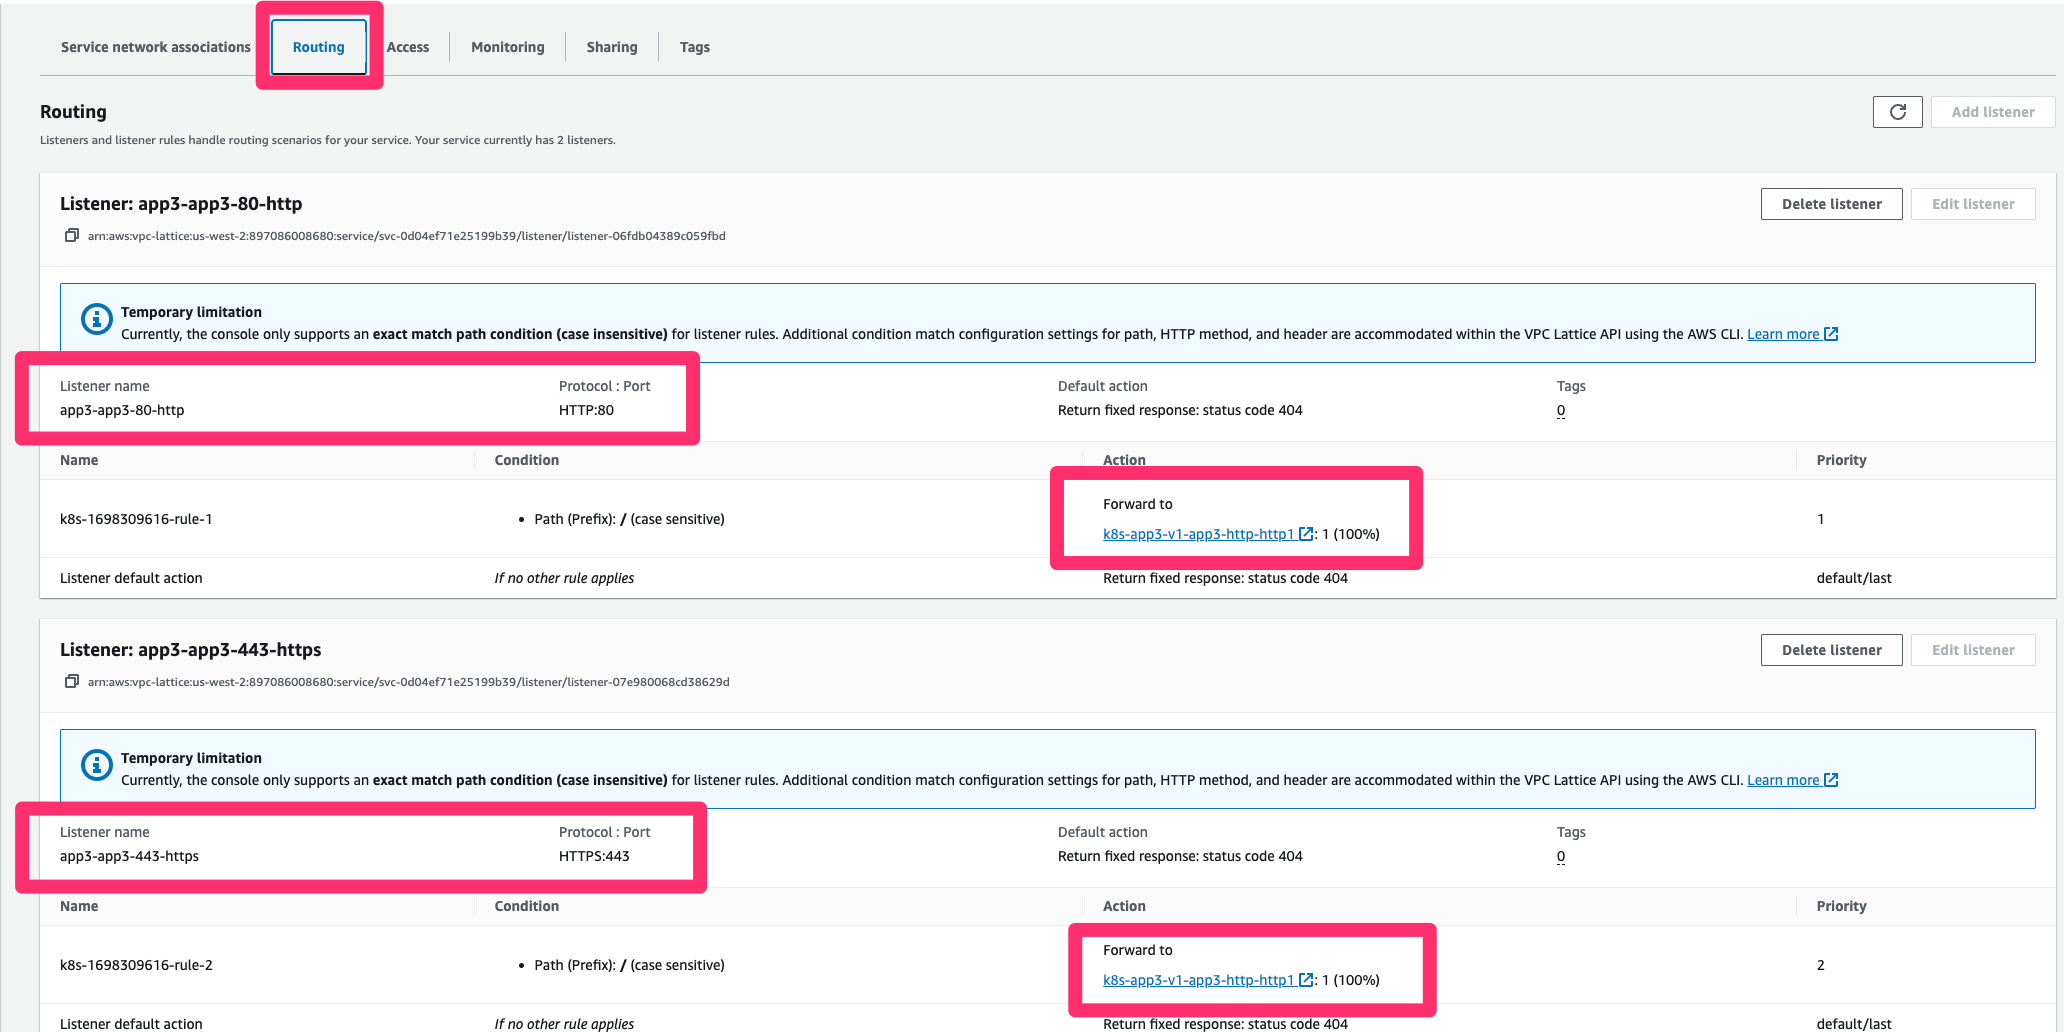 Service network associations
Routing
Access
Monitoring
Sharing
Tags
Routing
Add listener
Listeners and listener rules handle routing scenarios for your service. Your service currently has 2 listeners.
Listener: app3-app3-80-http
Delete listener
Edit listener
arn:aws:vpc-lattice:us-west-2:897086008680:service/svc-0d04ef71e25199b39/listener/listener-06fdb04389c059fbd
Temporary limitation
Currently, the console only supports an exact match path condition (case insensitive) for listener rules. Additional condition match configuration settings for path, HTTP method, and header are accommodated within the VPC Lattice API using the AWS CLI. Learn more
Listener name
Protocol : Port
Default action
Tags
app3-app3-80-http
HTTP:80
Return fixed response: status code 404
0
Name
Condition
Action
Priority
k8s-1698309616-rule-1
• Path (Prefix): / (case sensitive)
Forward to
k8s-app3-v1-app3-http-http1 : 1 (100%)
1
Listener default action
If no other rule applies
Return fixed response: status code 404
default/last
Listener: app3-app3-443-https
Delete listener
Edit listener
arn:aws:vpc-lattice:us-west-2:897086008680:service/svc-0d04ef71e25199b39/listener/listener-07e980068cd38629d
Temporary limitation
Currently, the console only supports an exact match path condition (case insensitive) for listener rules. Additional condition match configuration settings for path, HTTP method, and header are accommodated within the VPC Lattice API using the AWS CLI. Learn more
Listener name
Protocol : Port
Default action
Tags
app3-app3-443-https
HTTPS:443
Return fixed response: status code 404
0
Name
Condition
Action
Priority
k8s-1698309616-rule-2
• Path (Prefix): / (case sensitive)
Forward to
k8s-app3-v1-app3-http-http1 : 1 (100%)
2
Listener default action
If no other rule applies
Return fixed response: status code 404
default/last